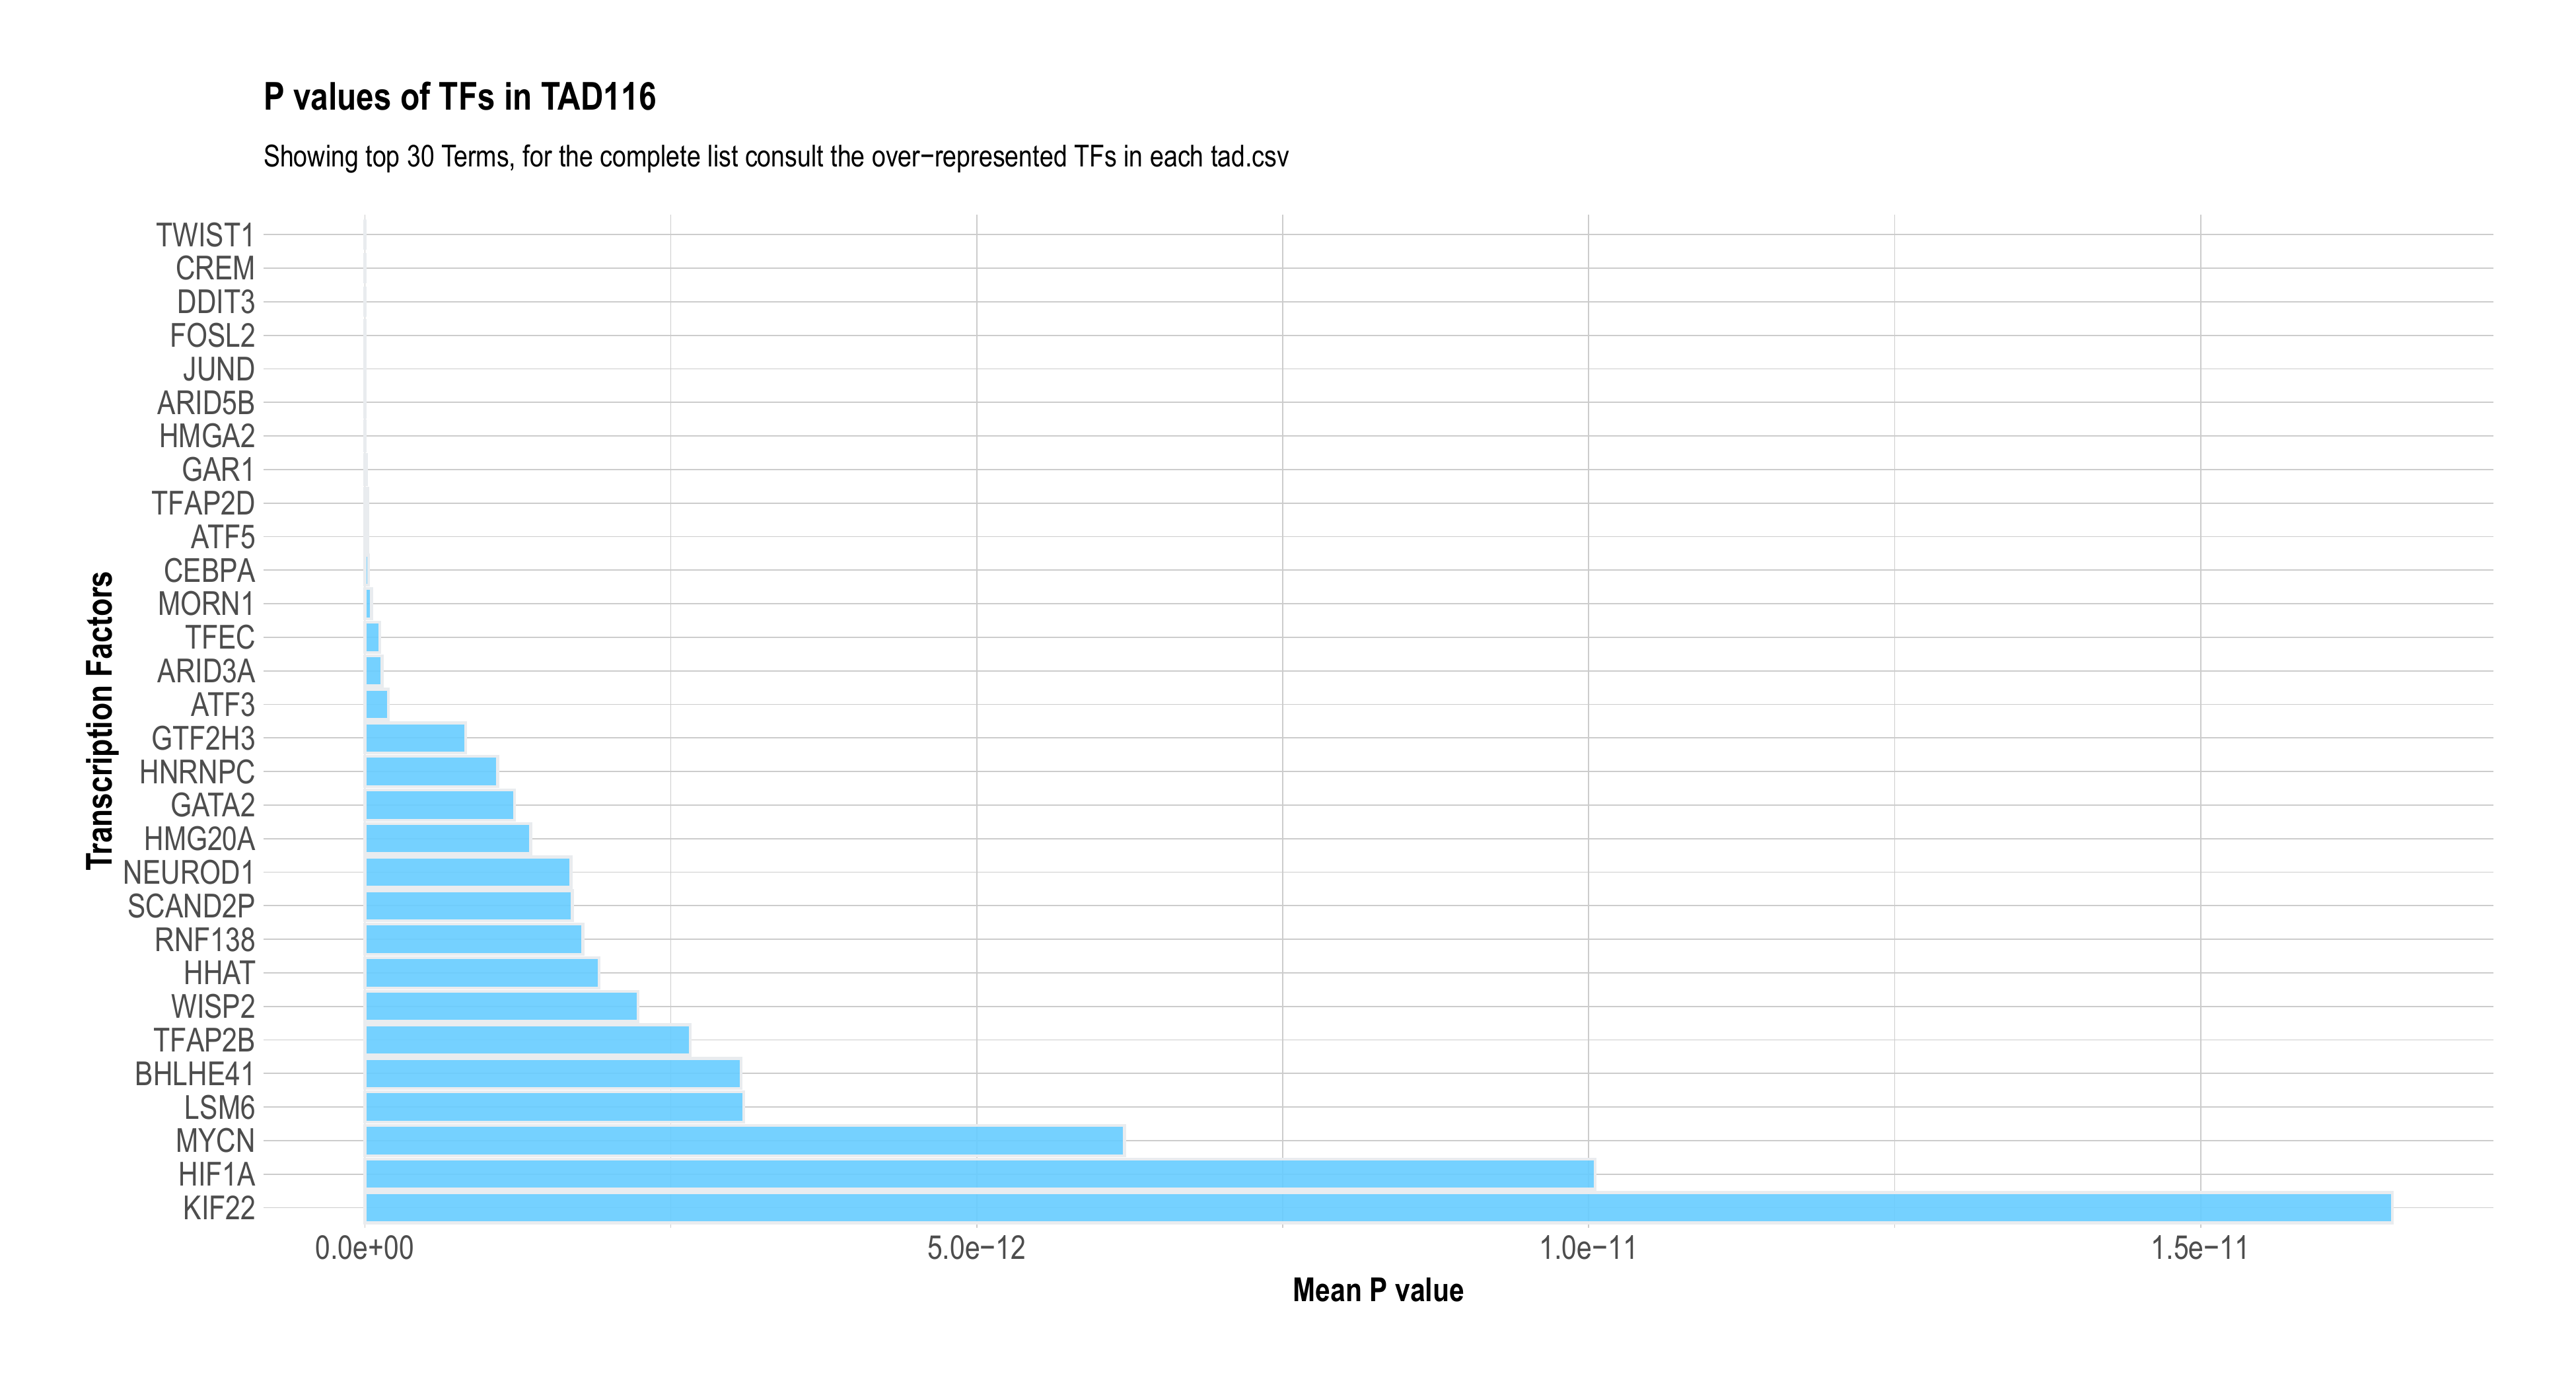 P values of TFs in TAD116
Showing top 30 Terms, for the complete list consult the over−represented TFs in each tad.csv
Transcription Factors
TWIST1
CREM
DDIT3
FOSL2
JUND
ARID5B
HMGA2
GAR1
TFAP2D
ATF5
CEBPA
MORN1
TFEC
ARID3A
ATF3
GTF2H3
HNRNPC
GATA2
HMG20A
NEUROD1
SCAND2P
RNF138
HHAT
WISP2
TFAP2B
BHLHE41
LSM6
MYCN
HIF1A
KIF22
0.0e+00 5.0e−12 1.0e−11 1.5e−11
Mean P value